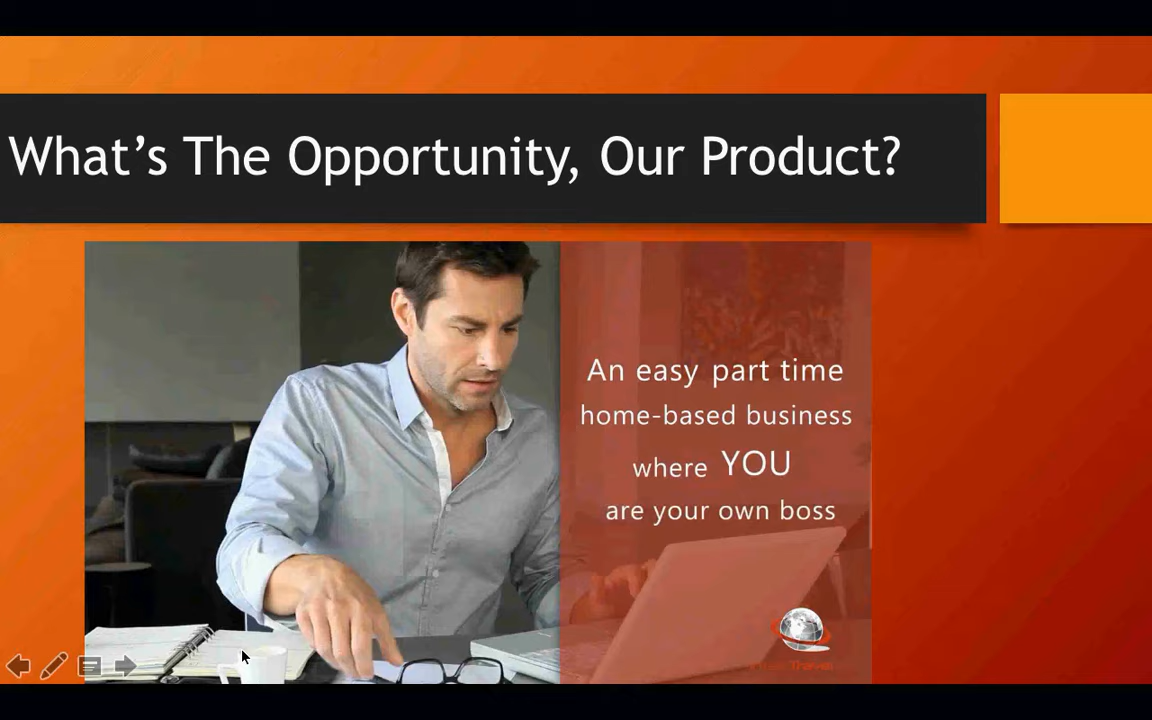 What's The Opportunity, Our Product?
An easy part time
home-based business
where YOU
are your own boss